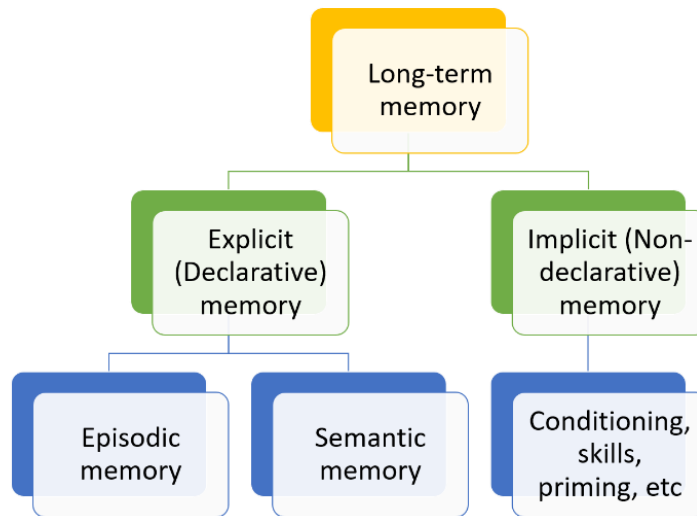 Long-term
memory
Explicit
(Declarative)
memory
Implicit (Non-
declarative)
memory
Episodic
memory
Semantic
memory
Conditioning,
skills,
priming, etc